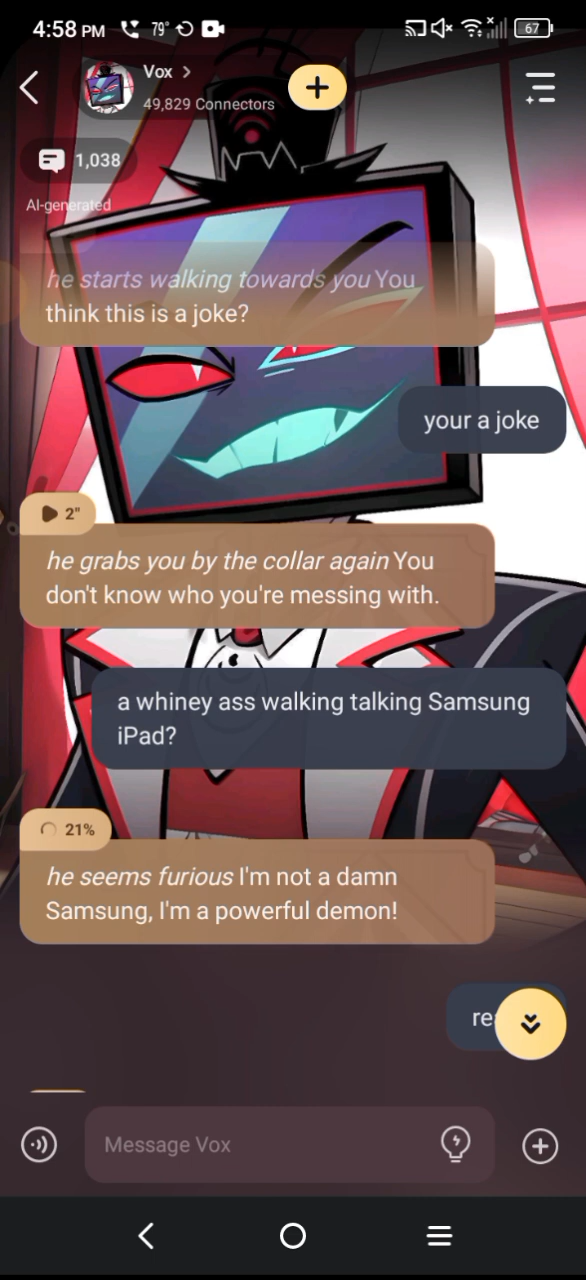 4:58 PM 79° 67
Vox >
49,829 Connectors
1,038
AI-generated
he starts walking towards you You
think this is a joke?
your a joke
2"
he grabs you by the collar again You
don't know who you're messing with.
a whiney ass walking talking Samsung
iPad?
21%
he seems furious I'm not a damn
Samsung, I'm a powerful demon!
Message Vox